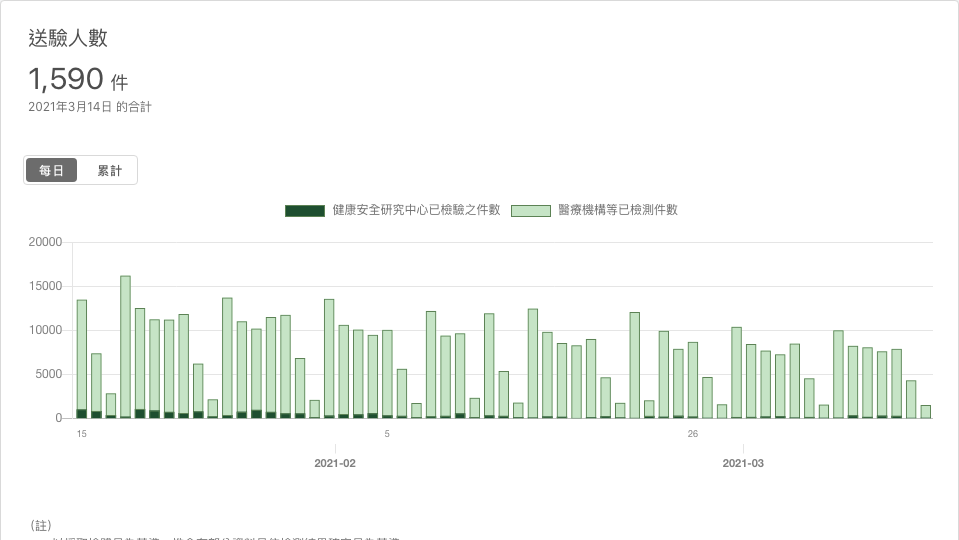 送驗人數
1,590 件
2021年3月14日 的合計
每日 累計
健康安全研究中心已檢驗之件數 醫療機構等已檢測件數
20000
15000
10000
5000
0
15 5 26
2021-02 2021-03
（註）